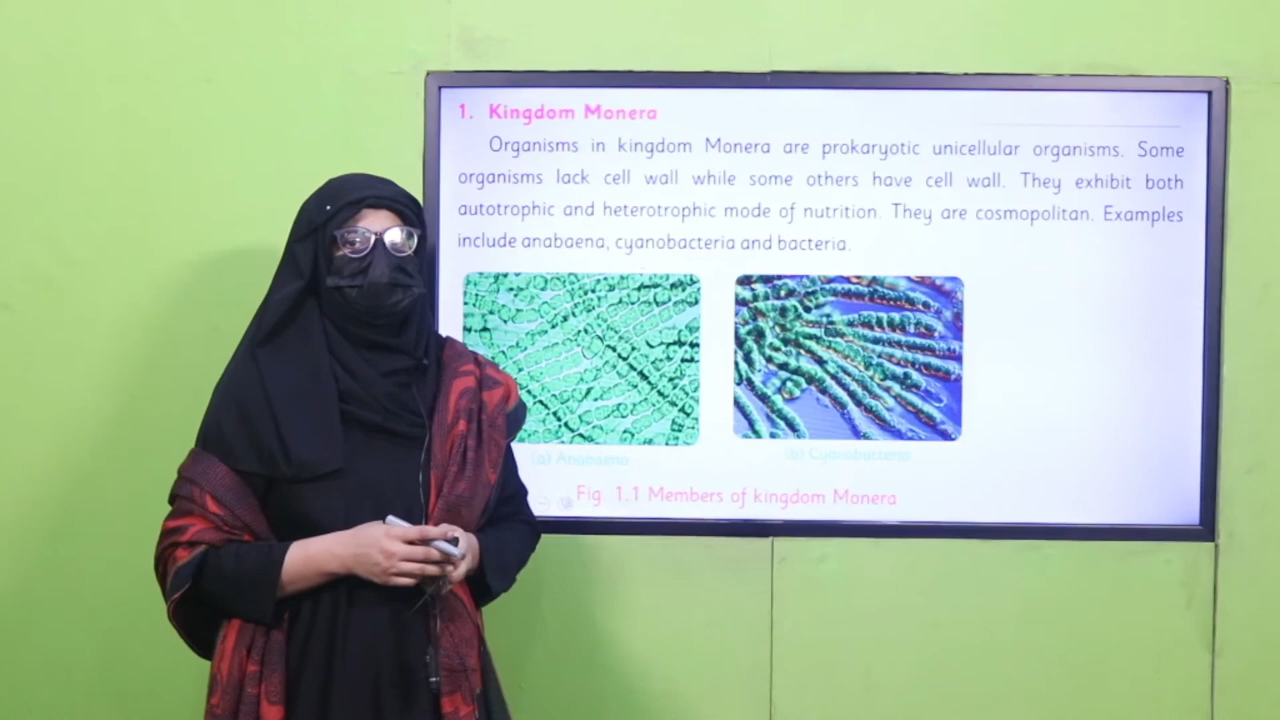 1. Kingdom Monera
Organisms in kingdom Monera are prokaryotic unicellular organisms. Some
organisms lack cell wall while some others have cell wall. They exhibit both
autotrophic and heterotrophic mode of nutrition. They are cosmopolitan. Examples
include anabaena, cyanobacteria and bacteria.
(a) Anabaena
(b) Cyanobacteria
Fig. 1.1 Members of kingdom Monera